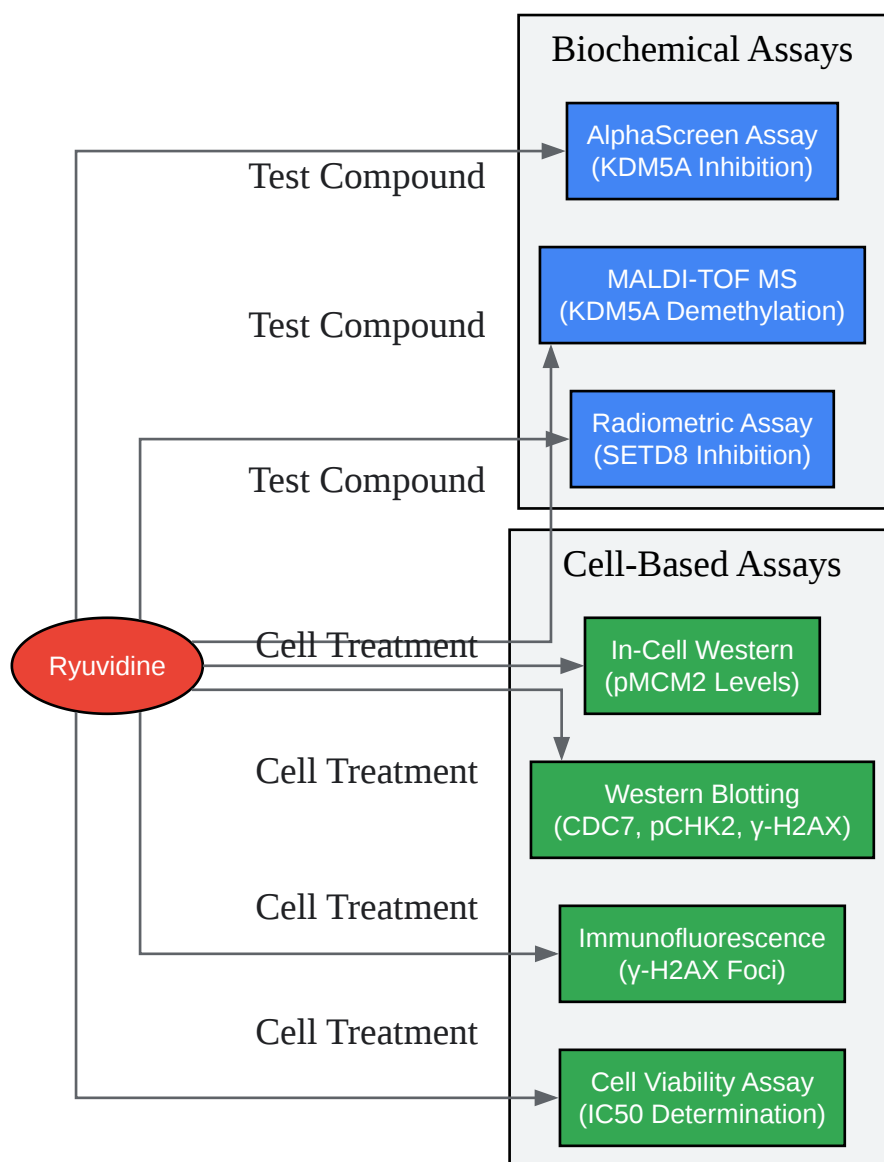 Biochemical Assays
AlphaScreen Assay
(KDM5A Inhibition)
Test Compound
MALDI-TOF MS
(KDM5A Demethylation)
Test Compound
Radiometric Assay
(SETD8 Inhibition)
Test Compound
Cell-Based Assays
Ryuvidine
Cell Treatment
In-Cell Western
(pMCM2 Levels)
Cell Treatment
Western Blotting
(CDC7, pCHK2, γ-H2AX)
Cell Treatment
Immunofluorescence
(γ-H2AX Foci)
Cell Treatment
Cell Viability Assay
(IC50 Determination)